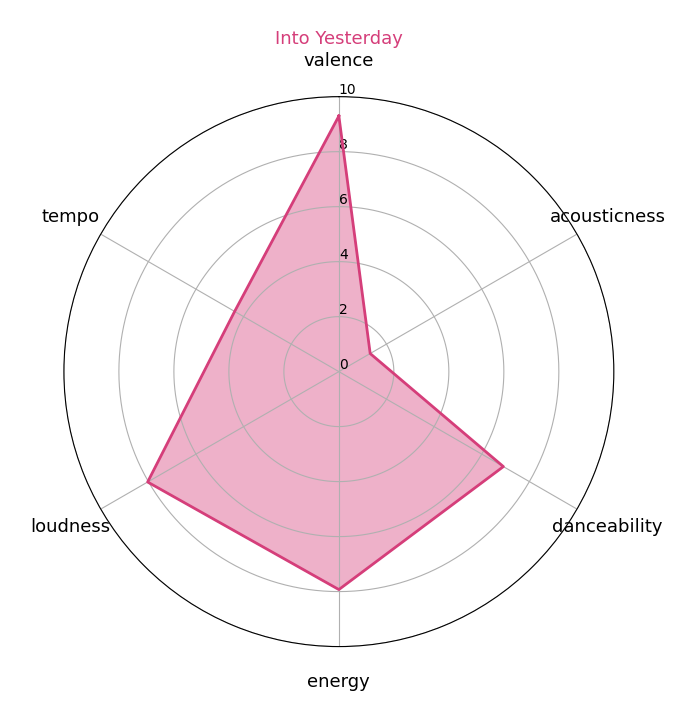 Into Yesterday
valence
10
8
6
4
2
0
tempo
acousticness
loudness
danceability
energy